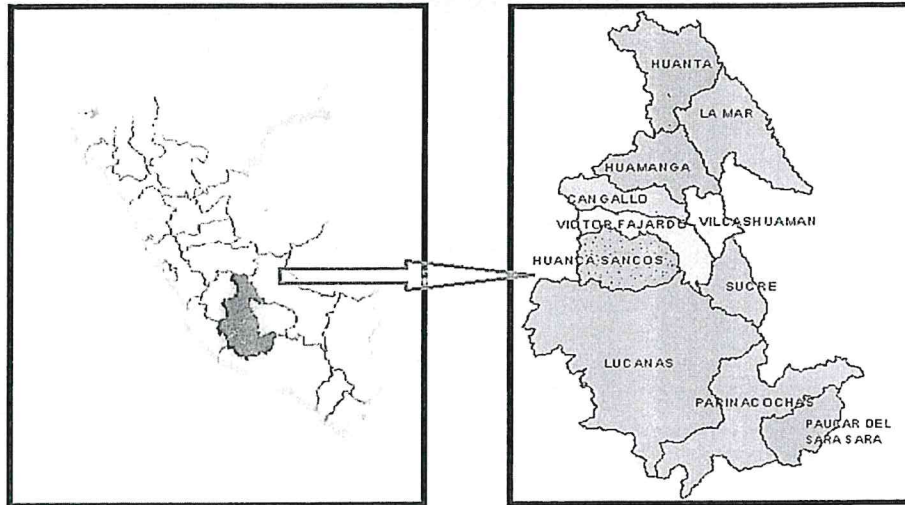 HUANTA
LA MAR
HUAMANGA
CANGALLO
VICTOR FAJARDO
VILCASHUAMAN
HUANCA SANCOS
SUCRE
LUCANAS
PARINACOCHAS
PAUCAR DEL
SARA SARA